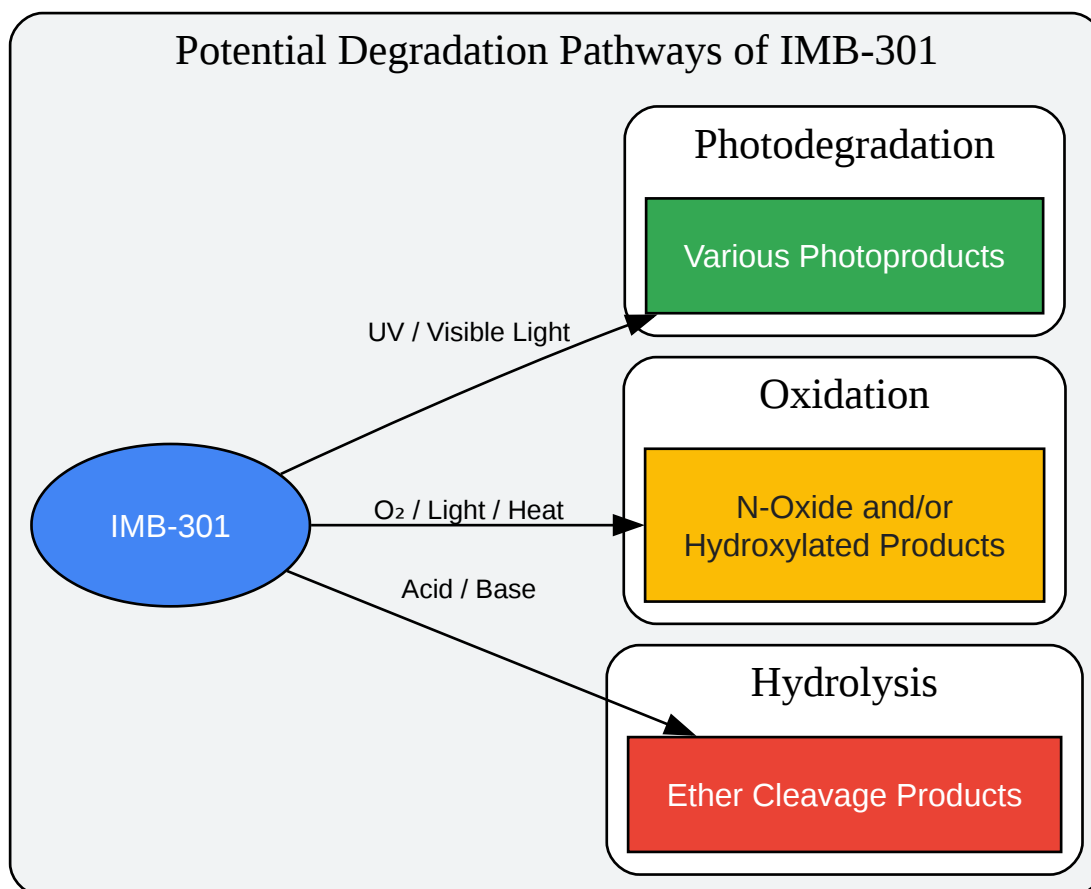 Potential Degradation Pathways of IMB-301
Photodegradation
Various Photoproducts
UV / Visible Light
Oxidation
N-Oxide and/or
Hydroxylated Products
O₂ / Light / Heat
IMB-301
Acid / Base
Hydrolysis
Ether Cleavage Products